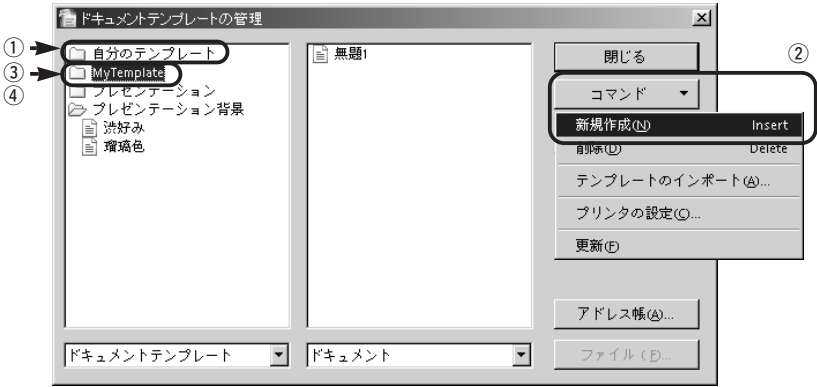 ドキュメントテンプレートの管理
①
自分のテンプレート
③
MyTemplate
④
プレゼンテーション
プレゼンテーション背景
渋好み
瑠璃色
無題1
閉じる
②
コマンド
新規作成(N) Insert
削除(D) Delete
テンプレートのインポート(A)...
プリンタの設定(C)...
更新(F)
アドレス帳(A)...
ドキュメントテンプレート
ドキュメント
ファイル(F)...